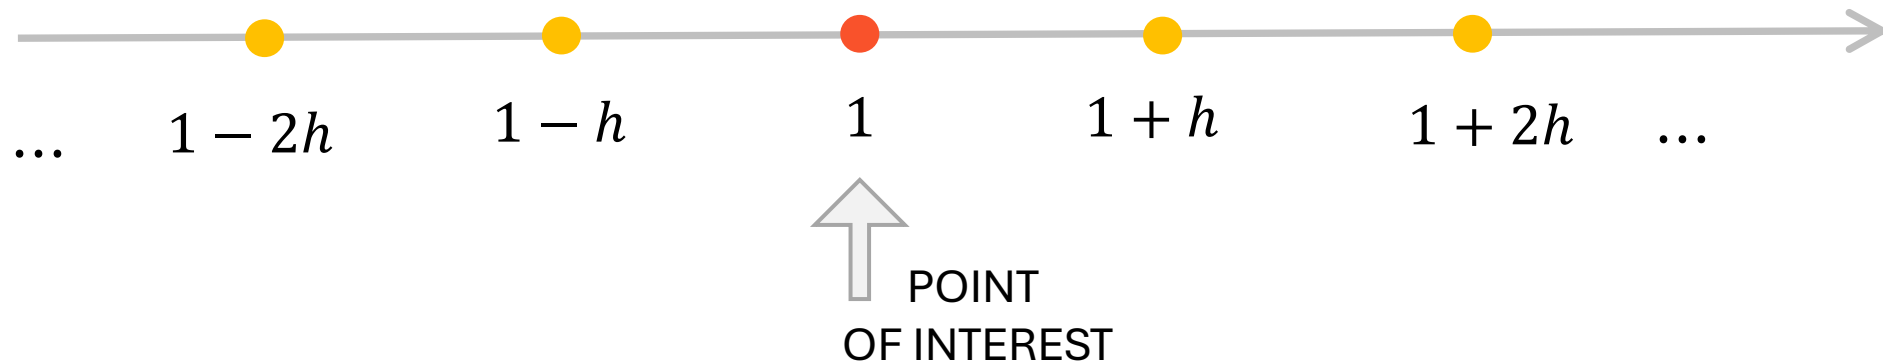 … 1 − 2ℎ 1 − ℎ 1 1 + ℎ 1 + 2ℎ …
POINT
OF INTEREST